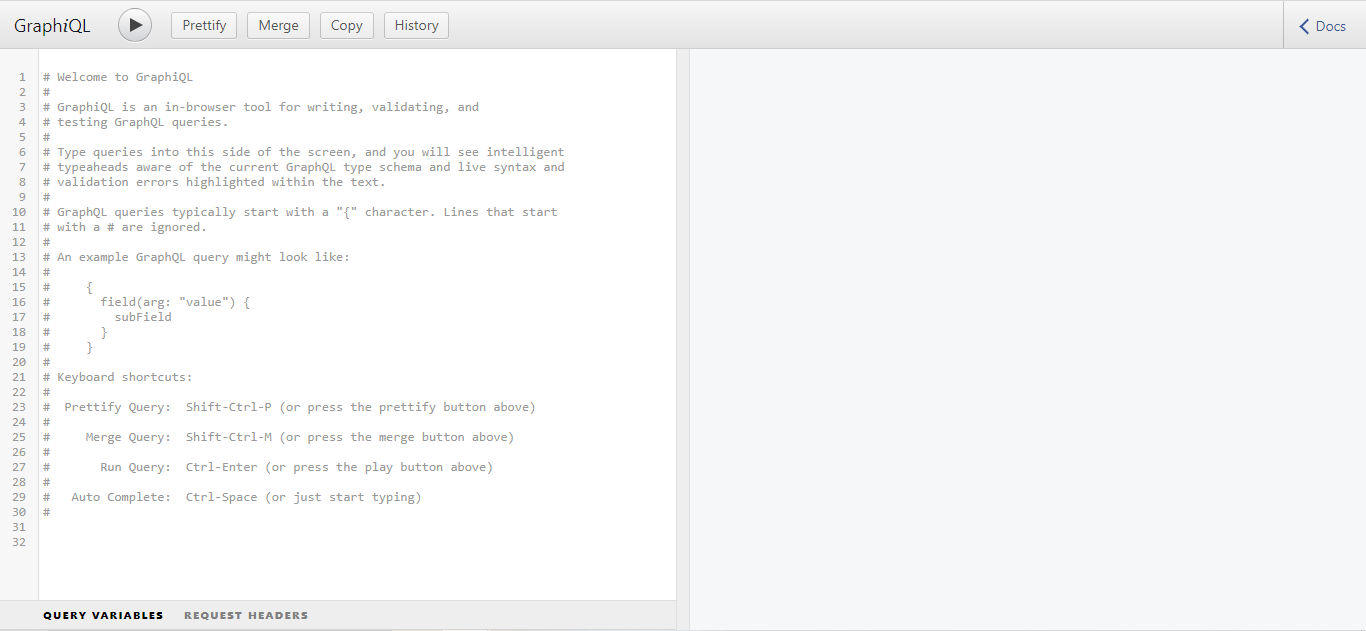 GraphiQL Prettify Merge Copy History Docs
1 # Welcome to GraphiQL
2 #
3 # GraphiQL is an in-browser tool for writing, validating, and
4 # testing GraphQL queries.
5 #
6 # Type queries into this side of the screen, and you will see intelligent
7 # typeaheads aware of the current GraphQL type schema and live syntax and
8 # validation errors highlighted within the text.
9 #
10 # GraphQL queries typically start with a "{" character. Lines that start
11 # with a # are ignored.
12 #
13 # An example GraphQL query might look like:
14 #
15 #     {
16 #       field(arg: "value") {
17 #         subField
18 #       }
19 #     }
20 #
21 # Keyboard shortcuts:
22 #
23 #  Prettify Query:  Shift-Ctrl-P (or press the prettify button above)
24 #
25 #     Merge Query:  Shift-Ctrl-M (or press the merge button above)
26 #
27 #       Run Query:  Ctrl-Enter (or press the play button above)
28 #
29 #   Auto Complete:  Ctrl-Space (or just start typing)
30 #
31
32
QUERY VARIABLES REQUEST HEADERS